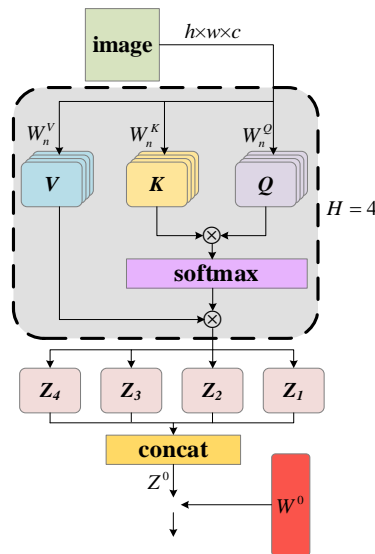 image
h×w×c
W_n^V
W_n^K
W_n^Q
V
K
Q
H = 4
⊗
softmax
⊗
Z_4
Z_3
Z_2
Z_1
concat
Z^0
W^0